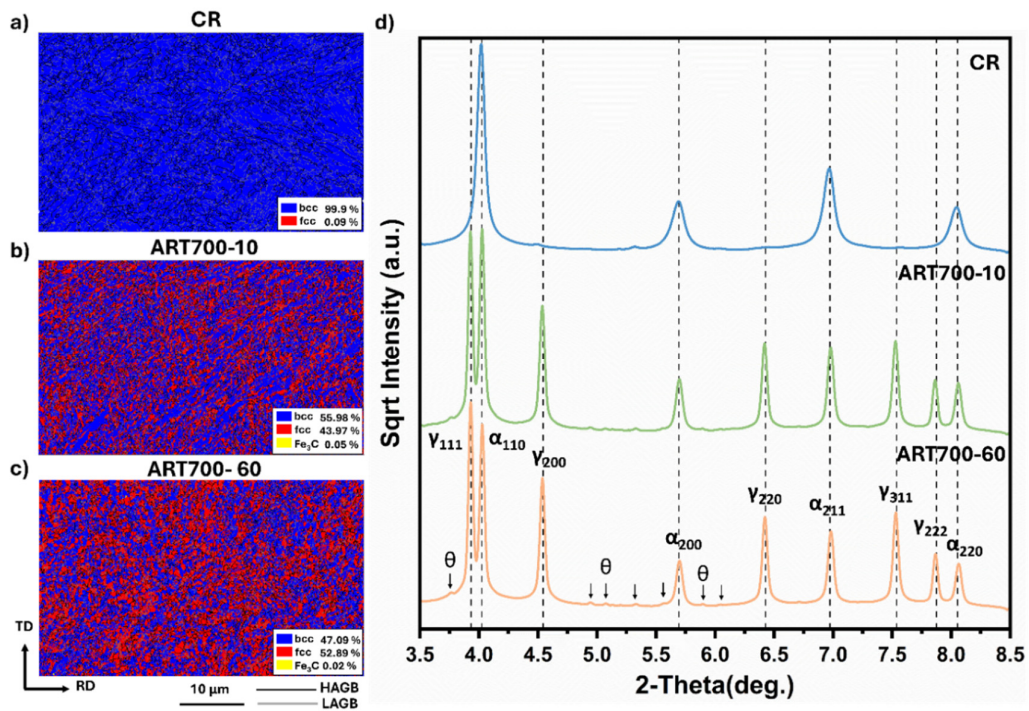 a)
CR
bcc 99.9 %
fcc 0.09 %
b)
ART700-10
bcc 55.98 %
fcc 43.97 %
Fe₃C 0.05 %
c)
ART700- 60
bcc 47.09 %
fcc 52.89 %
Fe₃C 0.02 %
TD
RD
10 µm
HAGB
LAGB
d)
CR
ART700-10
ART700-60
γ₁₁₁
α₁₁₀
γ₂₀₀
α₂₀₀
γ₂₂₀
α₂₁₁
γ₃₁₁
γ₂₂₂
α₂₂₀
θ
θ
θ
Sqrt Intensity (a.u.)
3.5 4.0 4.5 5.0 5.5 6.0 6.5 7.0 7.5 8.0 8.5
2-Theta(deg.)